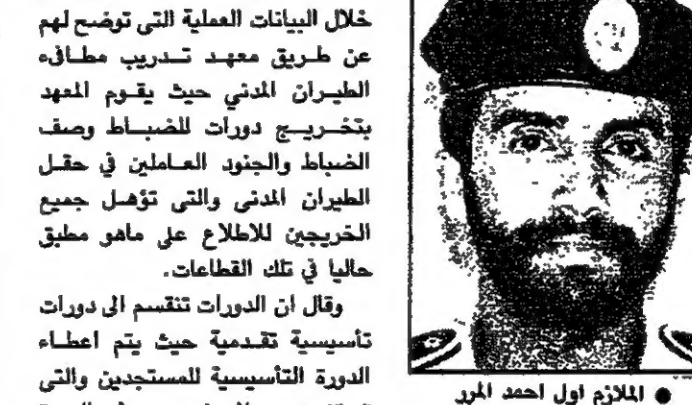 خلال البيانات العملية التى توضح لهم
عن طريق معهد تدريب مطافىء
الطيران المدني حيث يقوم المعهد
بتخريج دورات للضباط وصف
الضباط والجنود العاملين في حقل
الطيران المدنى والتى تؤهل جميع
الخريجين للاطلاع على ماهو مطبق
حاليا في تلك القطاعات.
وقال ان الدورات تنقسم الى دورات
تأسيسية تقدمية حيث يتم اعطاء
الدورة التأسيسية للمستجدين والتى
● الملازم اول احمد المرر